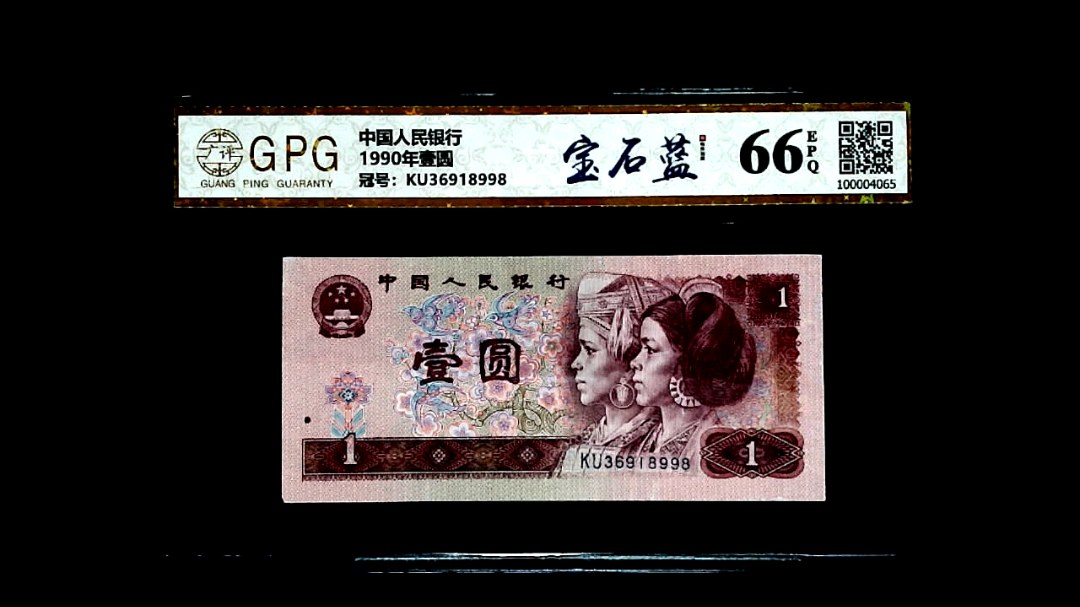 广评
GPG
GUANG PING GUARANTY
中国人民银行
1990年壹圆
冠号：KU36918998
宝石蓝
66
EPQ
100004065
中国人民银行
1
壹圆
1
KU36918998
1